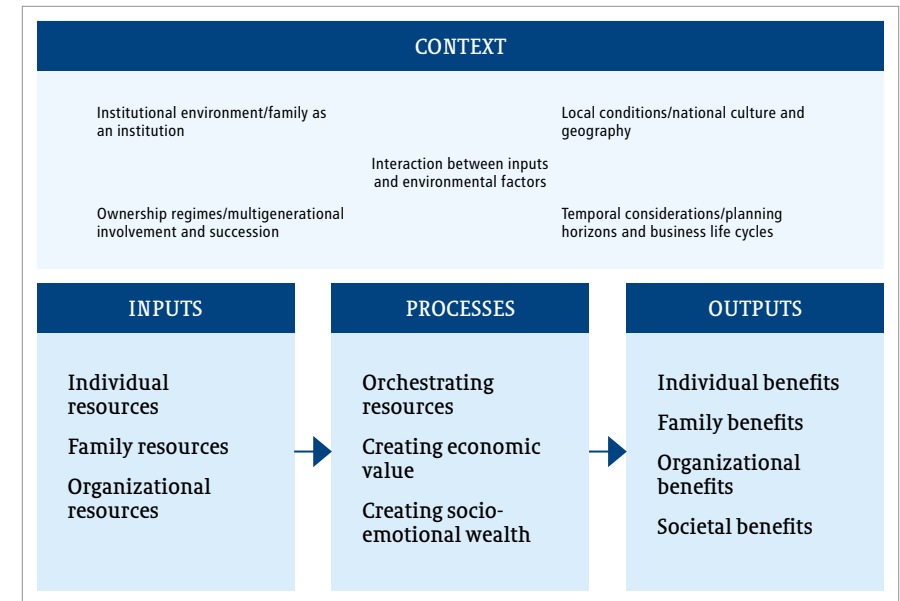 CONTEXT
Institutional environment/family as
an institution
Local conditions/national culture and
geography
Interaction between inputs
and environmental factors
Ownership regimes/multigenerational
involvement and succession
Temporal considerations/planning
horizons and business life cycles
INPUTS
Individual
resources
Family resources
Organizational
resources
PROCESSES
Orchestrating
resources
Creating economic
value
Creating socio-
emotional wealth
OUTPUTS
Individual benefits
Family benefits
Organizational
benefits
Societal benefits